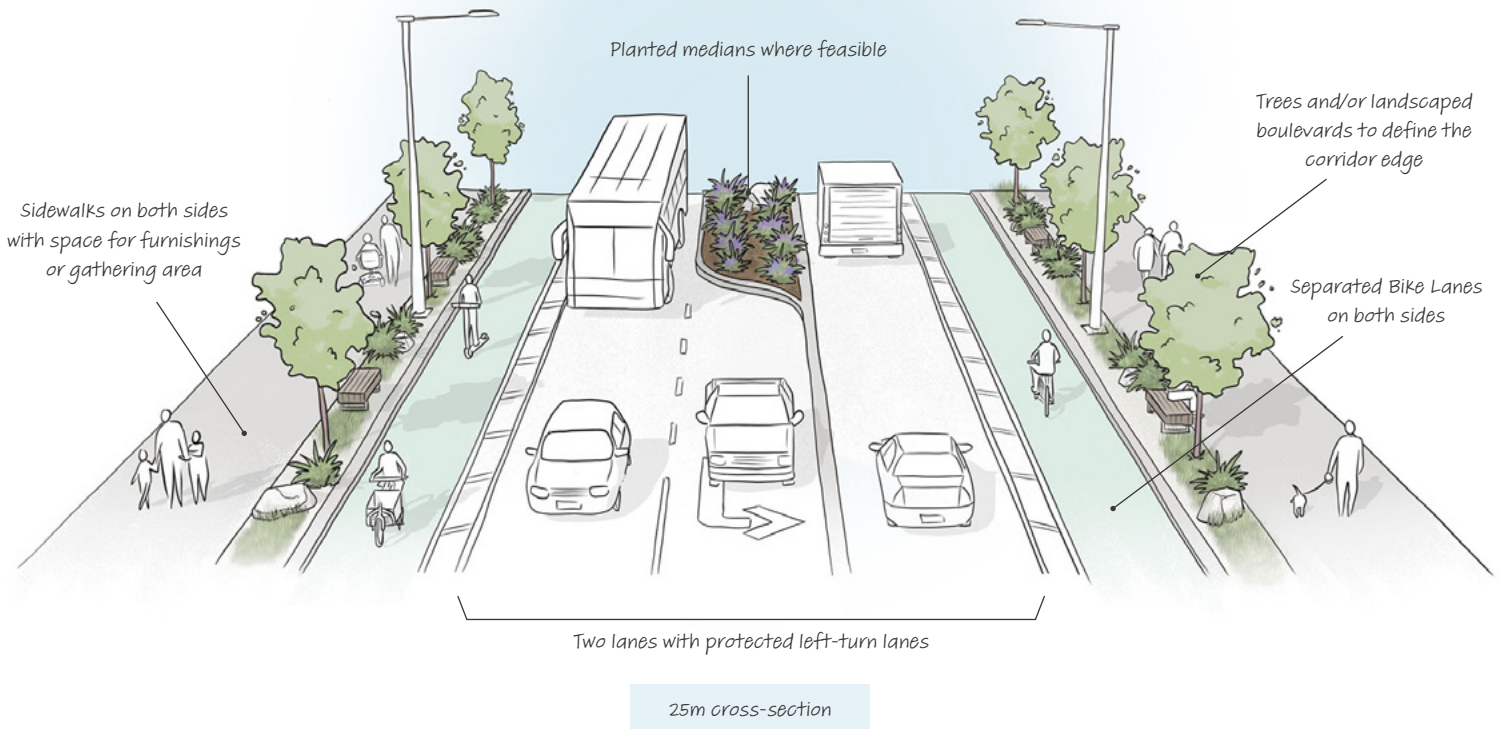 Planted medians where feasible
Trees and/or landscaped
boulevards to define the
corridor edge
Sidewalks on both sides
with space for furnishings
or gathering area
Separated Bike Lanes
on both sides
Two lanes with protected left-turn lanes
25m cross-section